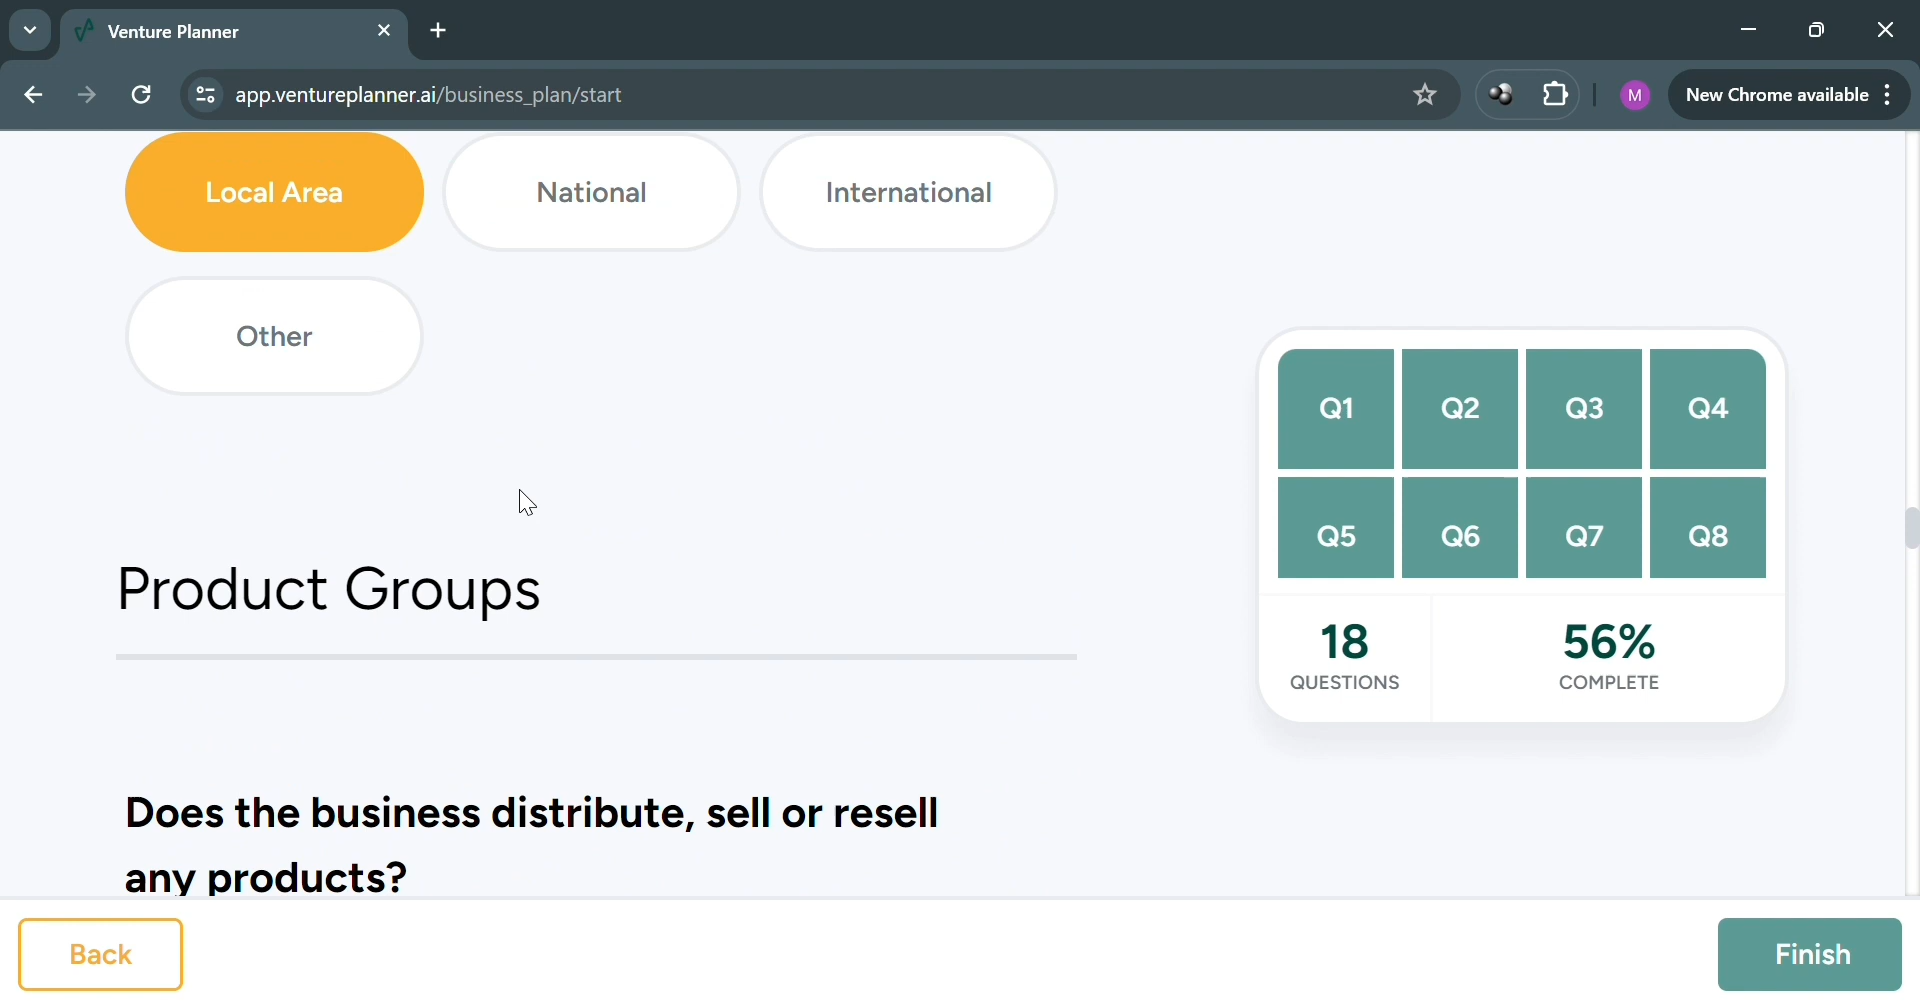 Venture Planner
app.ventureplanner.ai/business_plan/start
M
New Chrome available
Local Area
National
International
Other
Q1
Q2
Q3
Q4
Q5
Q6
Q7
Q8
18
QUESTIONS
56%
COMPLETE
Product Groups
Does the business distribute, sell or resell
any products?
Back
Finish